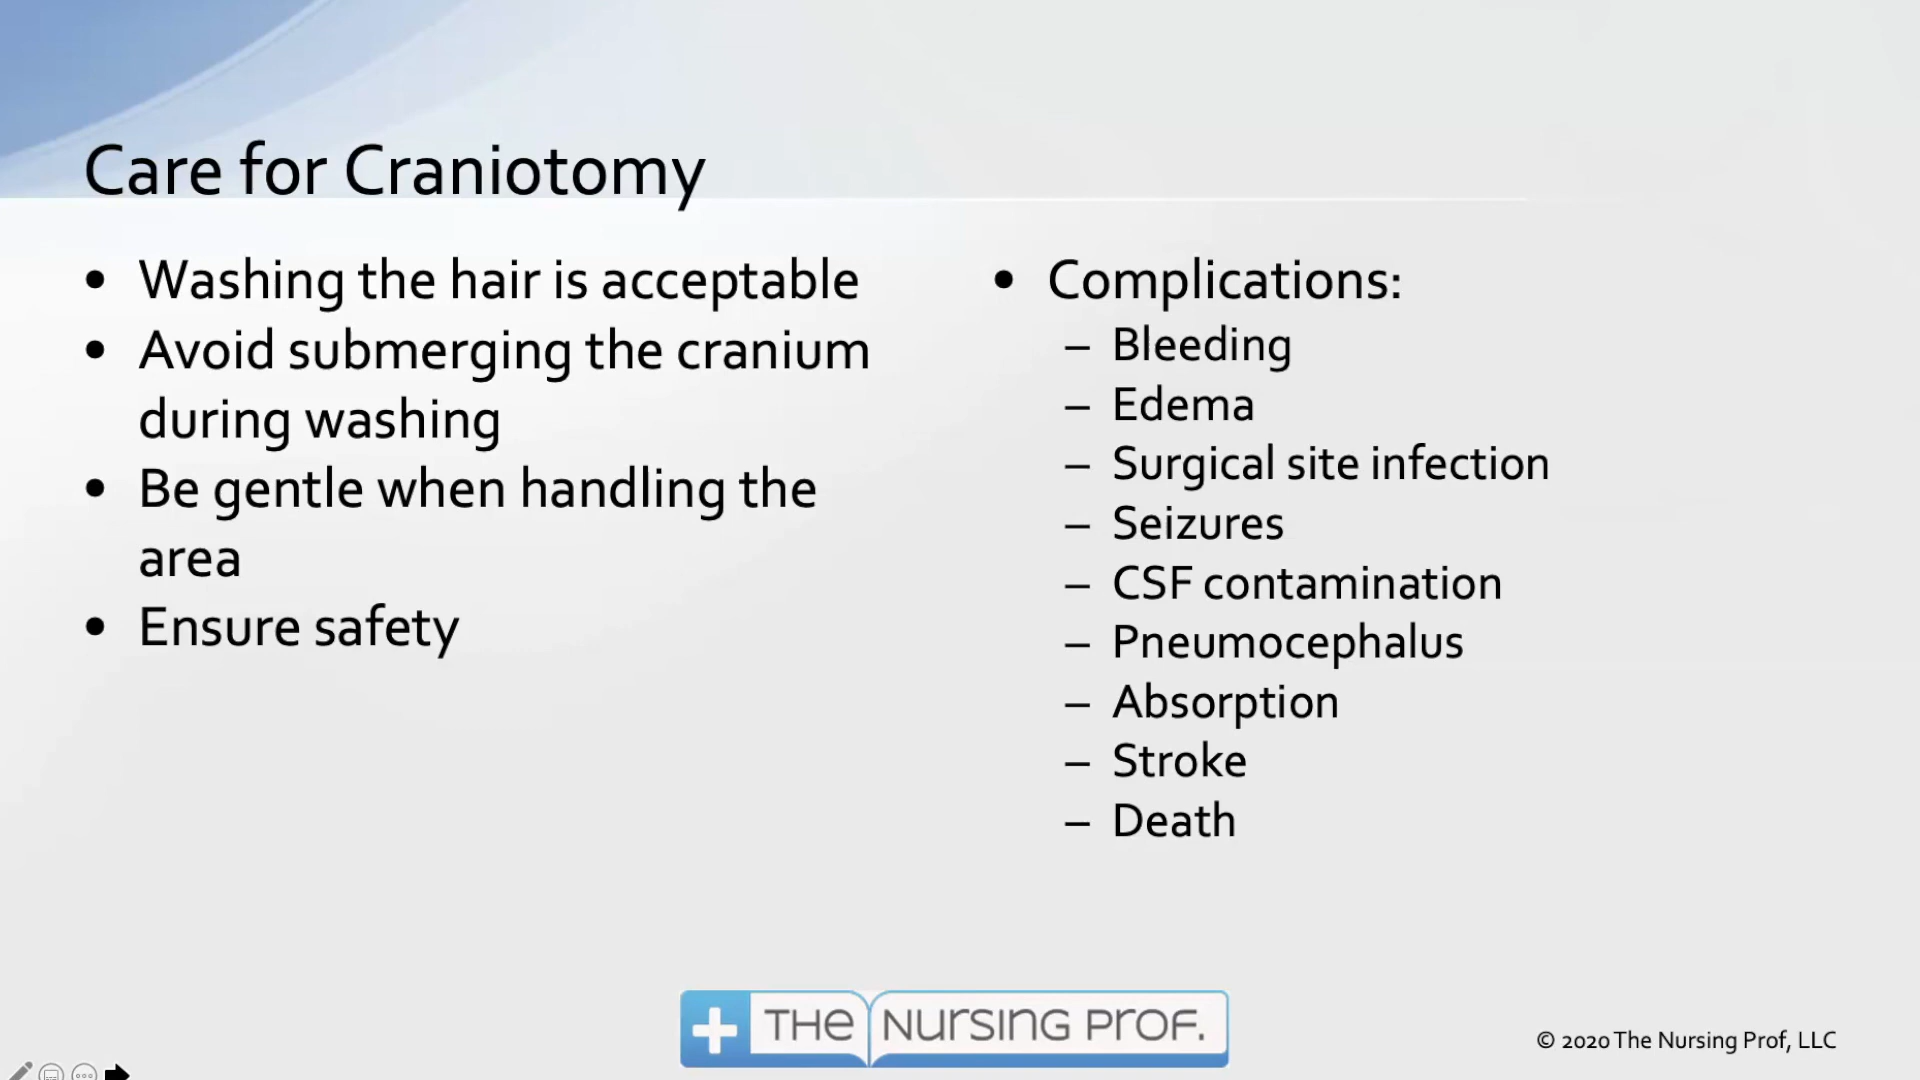 Care for Craniotomy
• Washing the hair is acceptable
• Avoid submerging the cranium
during washing
• Be gentle when handling the
area
• Ensure safety
• Complications:
– Bleeding
– Edema
– Surgical site infection
– Seizures
– CSF contamination
– Pneumocephalus
– Absorption
– Stroke
– Death
THE NURSING PROF.
© 2020 The Nursing Prof, LLC